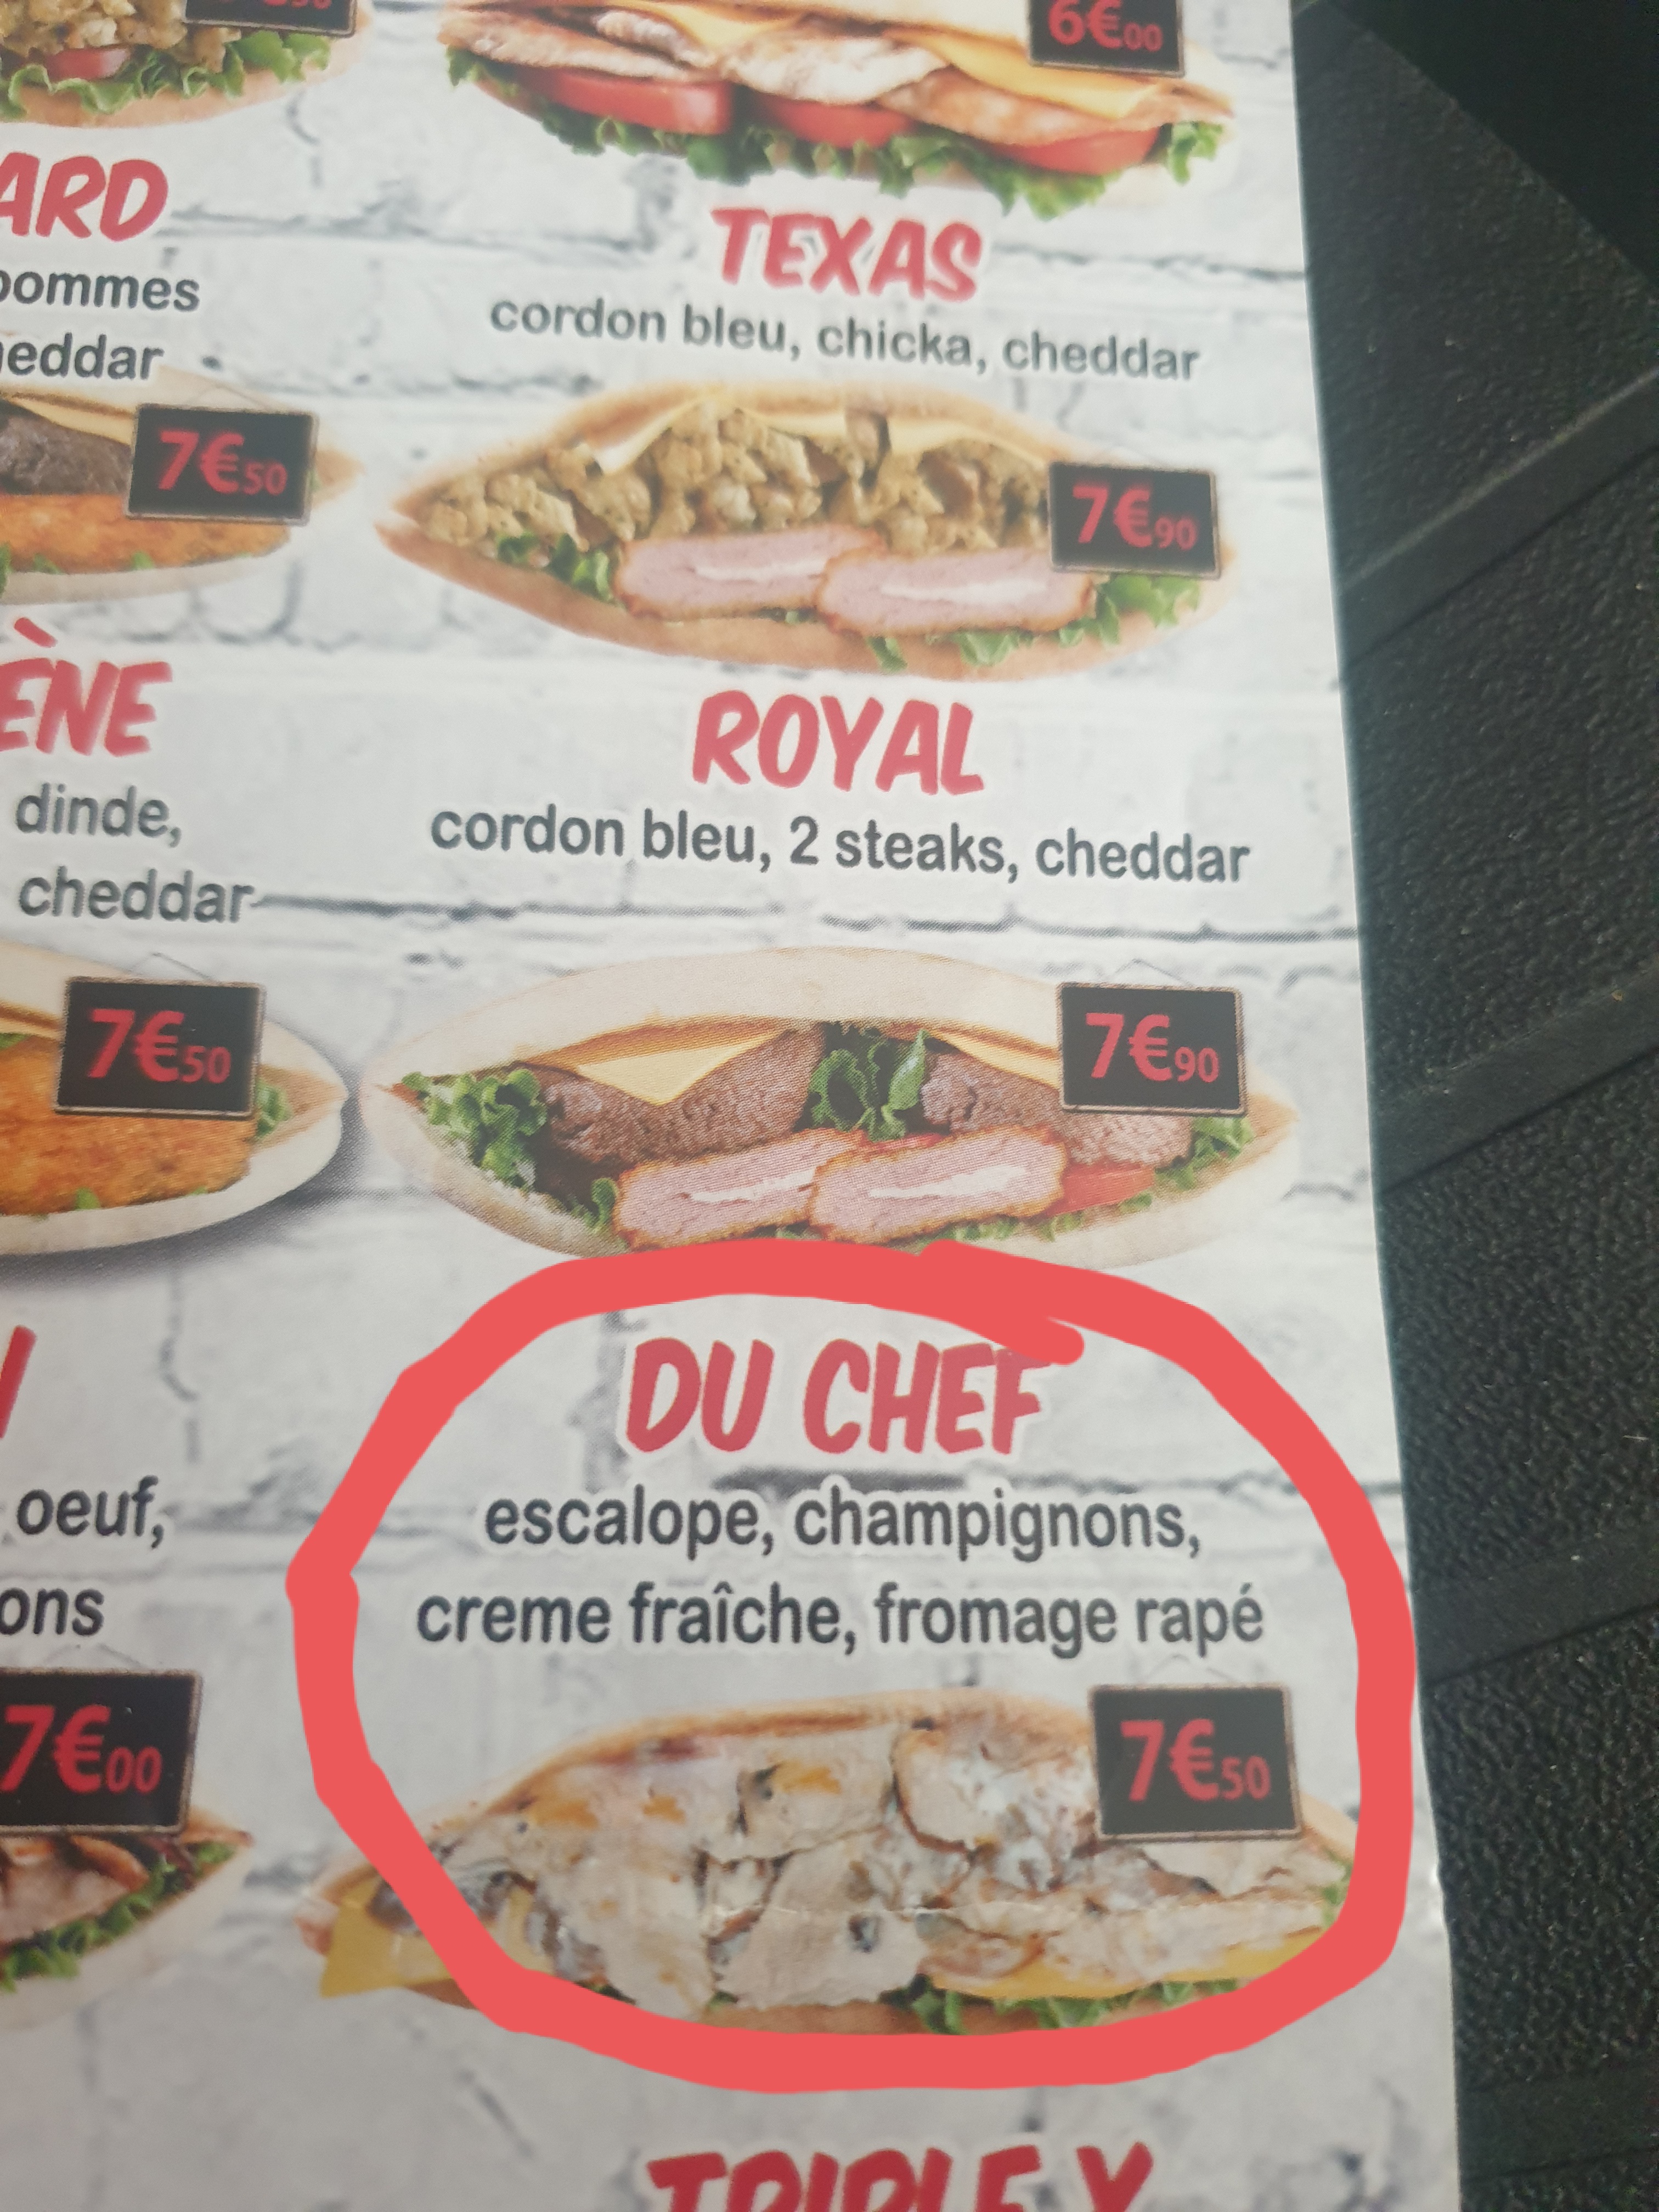 6€00
ARD
TEXAS
pommes
cordon bleu, chicka, cheddar
heddar
7€50
7€90
ÈNE
ROYAL
dinde,
cordon bleu, 2 steaks, cheddar
cheddar
7€50
7€90
DU CHEF
oeuf,
escalope, champignons,
ons
creme fraîche, fromage rapé
7€00
7€50
TRIPLE X